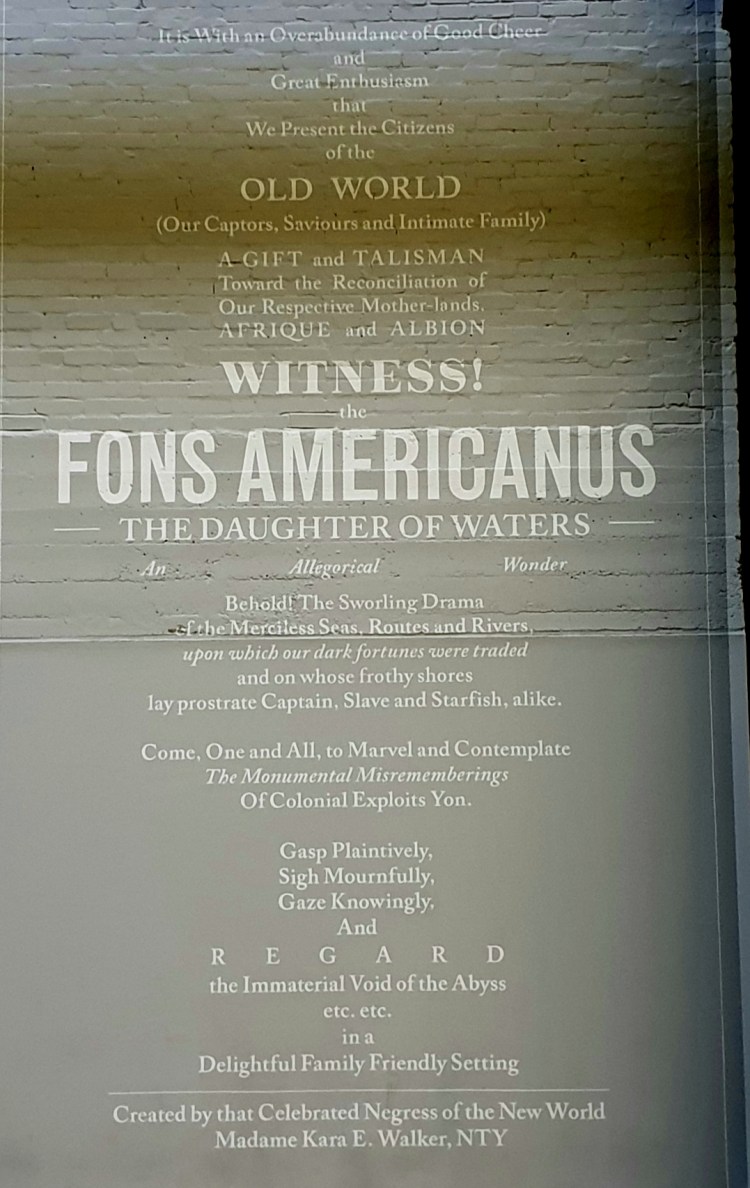 It is With an Overabundance of Good Cheer
and
Great Enthusiasm
that
We Present the Citizens
of the
OLD WORLD
(Our Captors, Saviours and Intimate Family)
A GIFT and TALISMAN
Toward the Reconciliation of
Our Respective Mother-lands,
AFRIQUE and ALBION
WITNESS!
the
FONS AMERICANUS
THE DAUGHTER OF WATERS
An Allegorical Wonder
Behold! The Sworling Drama
of the Merciless Seas, Routes and Rivers,
upon which our dark fortunes were traded
and on whose frothy shores
lay prostrate Captain, Slave and Starfish, alike.
Come, One and All, to Marvel and Contemplate
The Monumental Misrememberings
Of Colonial Exploits Yon.
Gasp Plaintively,
Sigh Mournfully,
Gaze Knowingly,
And
R E G A R D
the Immaterial Void of the Abyss
etc. etc.
in a
Delightful Family Friendly Setting
Created by that Celebrated Negress of the New World
Madame Kara E. Walker, NTY